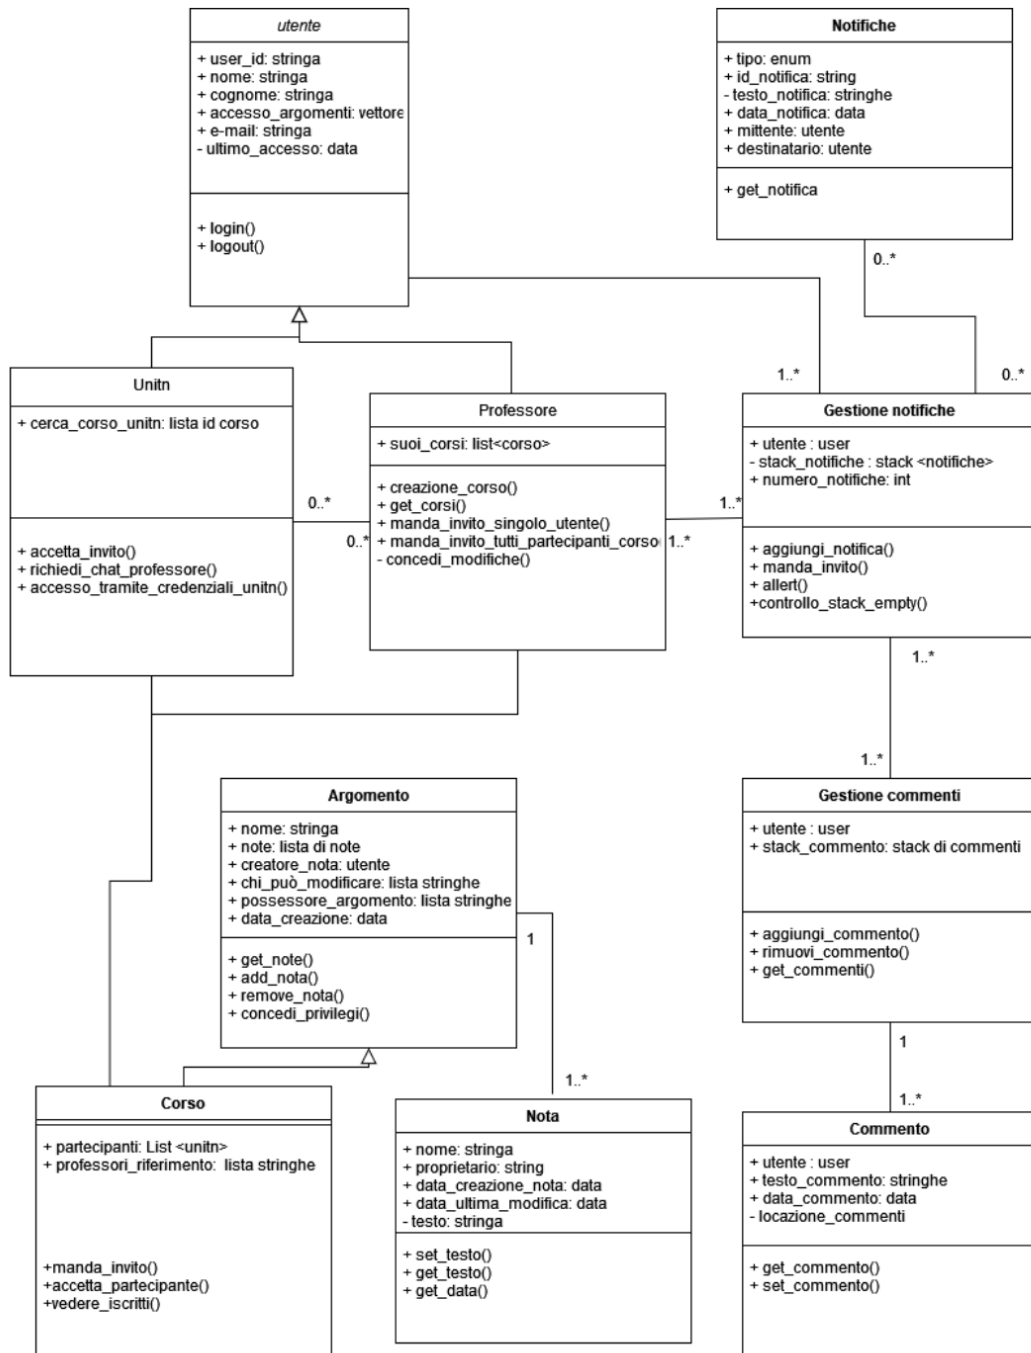 utente
+ user_id: stringa
+ nome: stringa
+ cognome: stringa
+ accesso_argomenti: vettore
+ e-mail: stringa
- ultimo_accesso: data
+ login()
+ logout()
Notifiche
+ tipo: enum
+ id_notifica: string
- testo_notifica: stringhe
+ data_notifica: data
+ mittente: utente
+ destinatario: utente
+ get_notifica
0..*
1..*
0..*
Unitn
+ cerca_corso_unitn: lista id corso
+ accetta_invito()
+ richiedi_chat_professore()
+ accesso_tramite_credenziali_unitn()
0..*
0..*
Professore
+ suoi_corsi: list<corso>
+ creazione_corso()
+ get_corsi()
+ manda_invito_singolo_utente()
+ manda_invito_tutti_partecipanti_corso
- concedi_modifiche()
1..*
1..*
Gestione notifiche
+ utente : user
- stack_notifiche : stack <notifiche>
+ numero_notifiche: int
+ aggiungi_notifica()
+ manda_invito()
+ allert()
+controllo_stack_empty()
1..*
1..*
Argomento
+ nome: stringa
+ note: lista di note
+ creatore_nota: utente
+ chi_può_modificare: lista stringhe
+ possessore_argomento: lista stringhe
+ data_creazione: data
+ get_note()
+ add_nota()
+ remove_nota()
+ concedi_privilegi()
1
1..*
Gestione commenti
+ utente : user
+ stack_commento: stack di commenti
+ aggiungi_commento()
+ rimuovi_commento()
+ get_commenti()
1
1..*
Corso
+ partecipanti: List <unitn>
+ professori_riferimento: lista stringhe
+manda_invito()
+accetta_partecipante()
+vedere_iscritti()
Nota
+ nome: stringa
+ proprietario: string
+ data_creazione_nota: data
+ data_ultima_modifica: data
- testo: stringa
+ set_testo()
+ get_testo()
+ get_data()
Commento
+ utente : user
+ testo_commento: stringhe
+ data_commento: data
- locazione_commenti
+ get_commento()
+ set_commento()